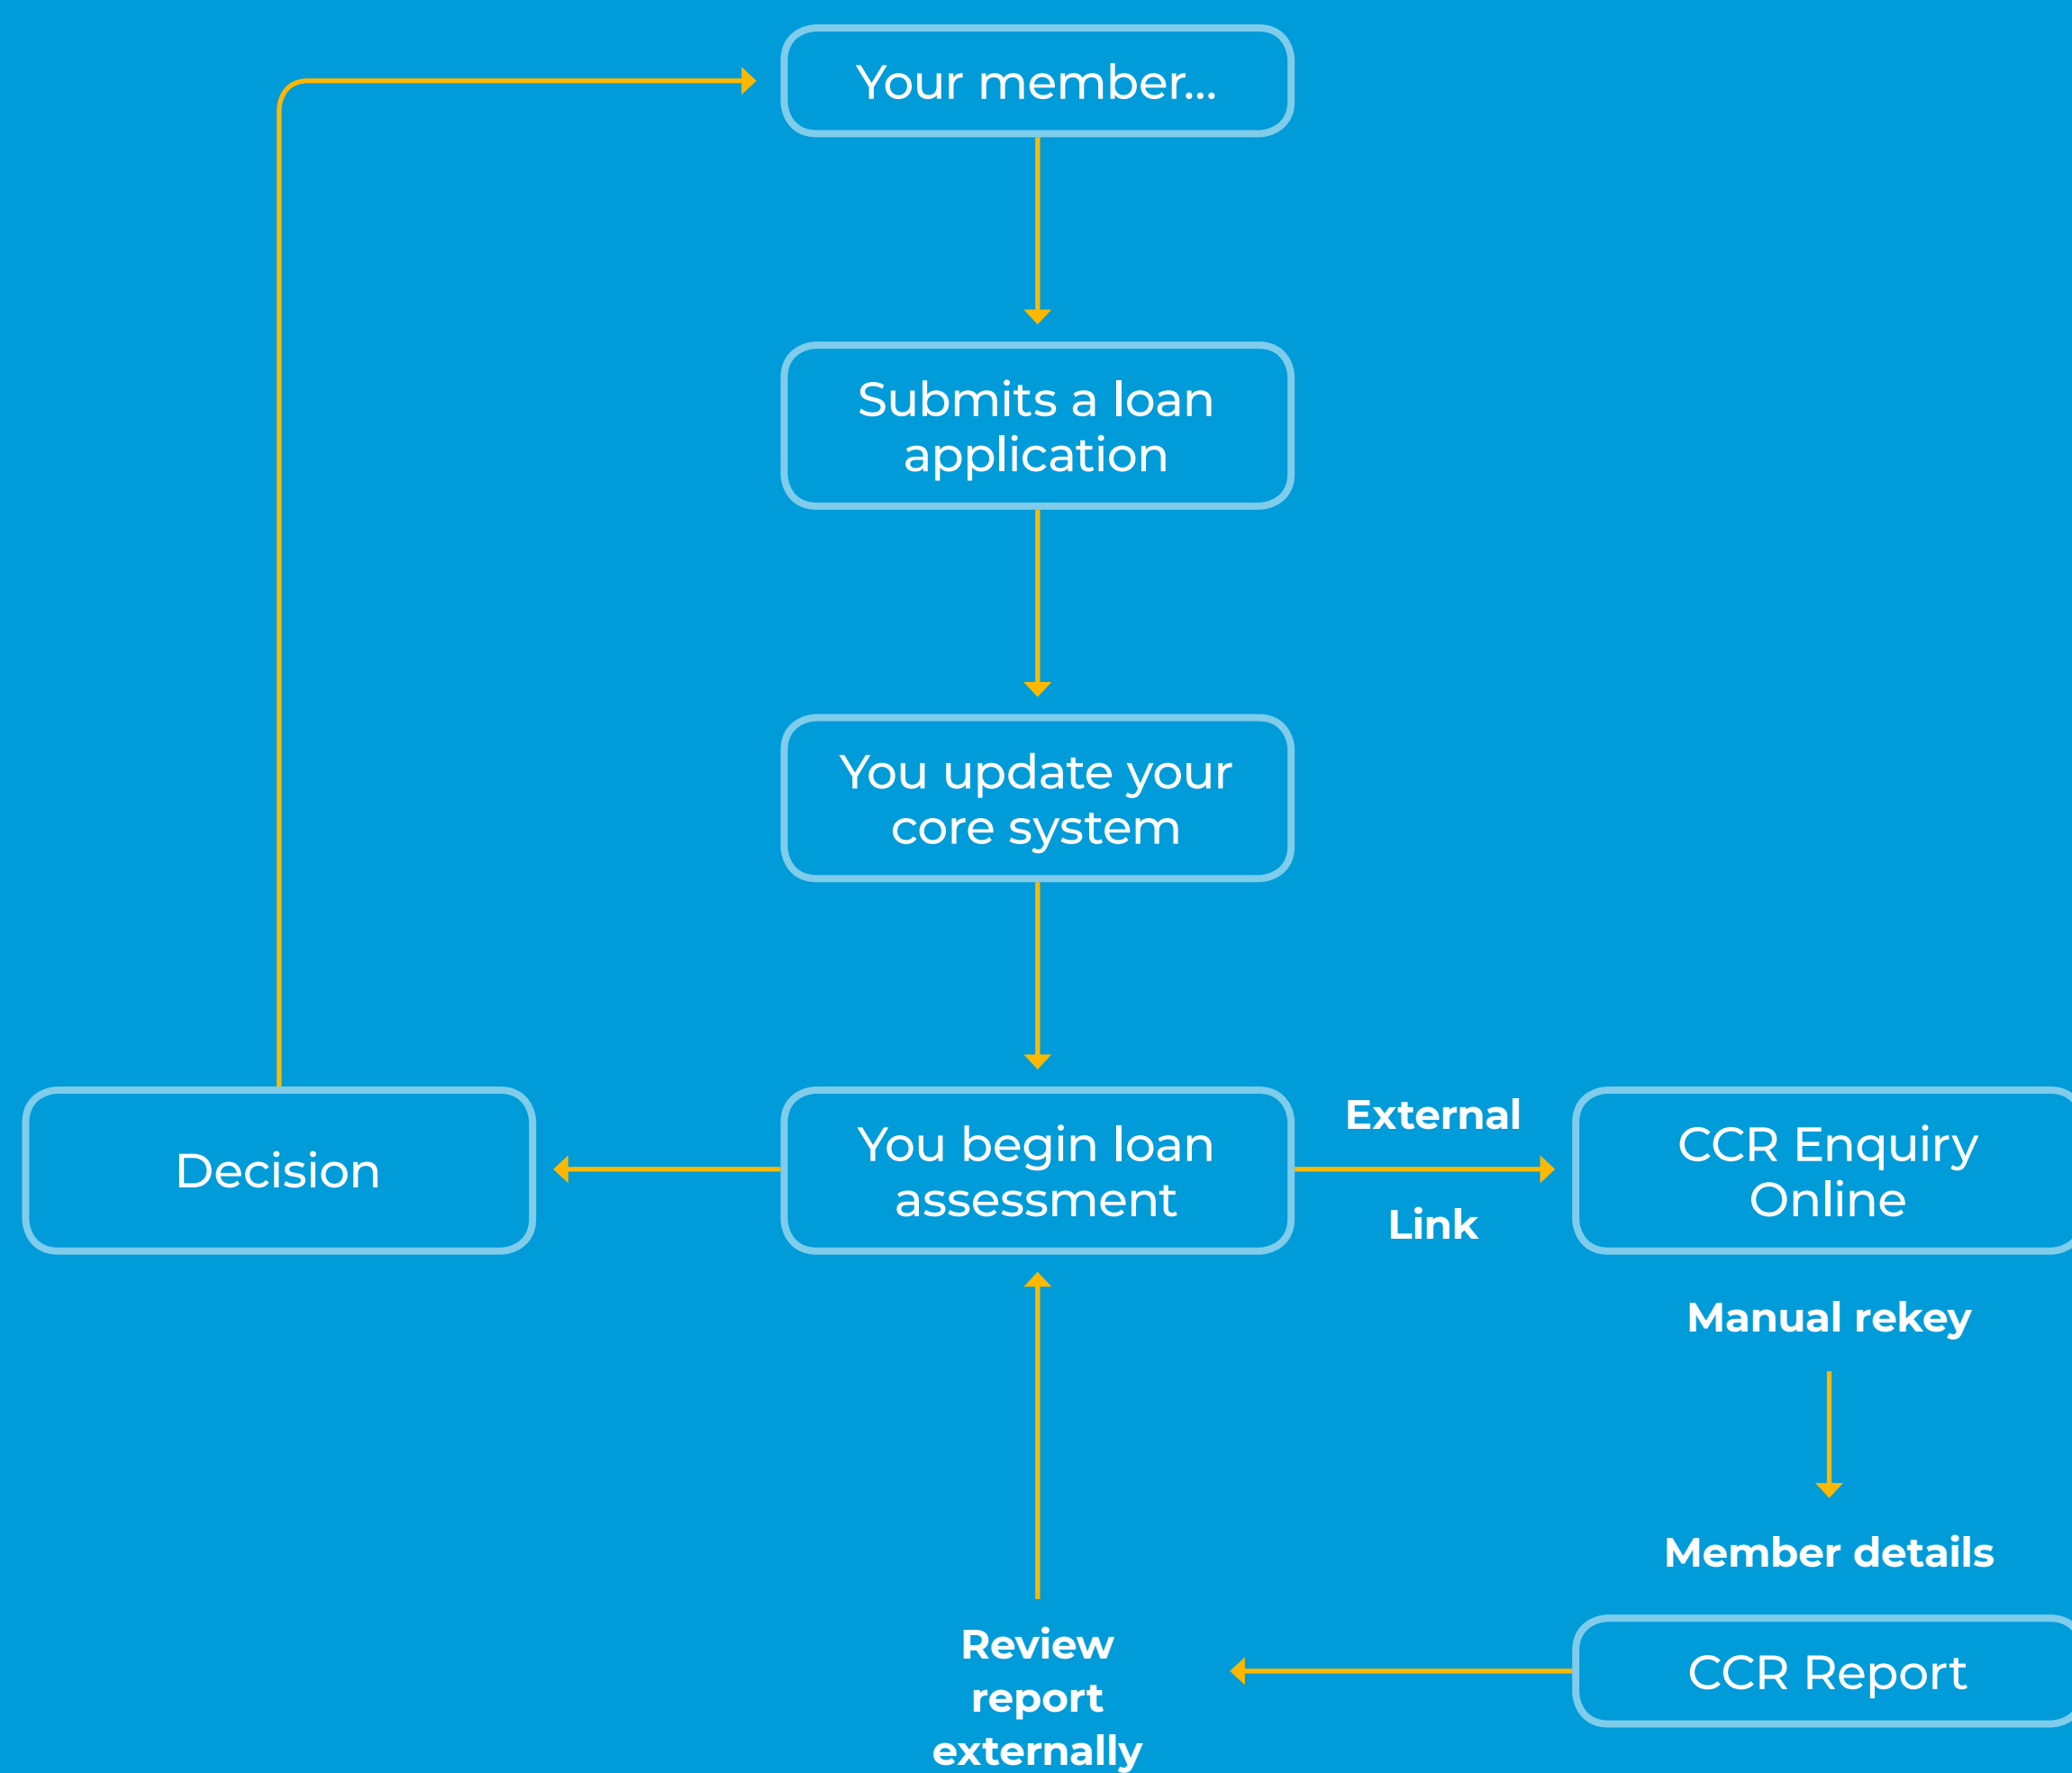 Your member...
Submits a loan
application
You update your
core system
Decision
You begin loan
assessment
External
Link
CCR Enquiry
Online
Manual rekey
Member details
CCR Report
Review
report
externally